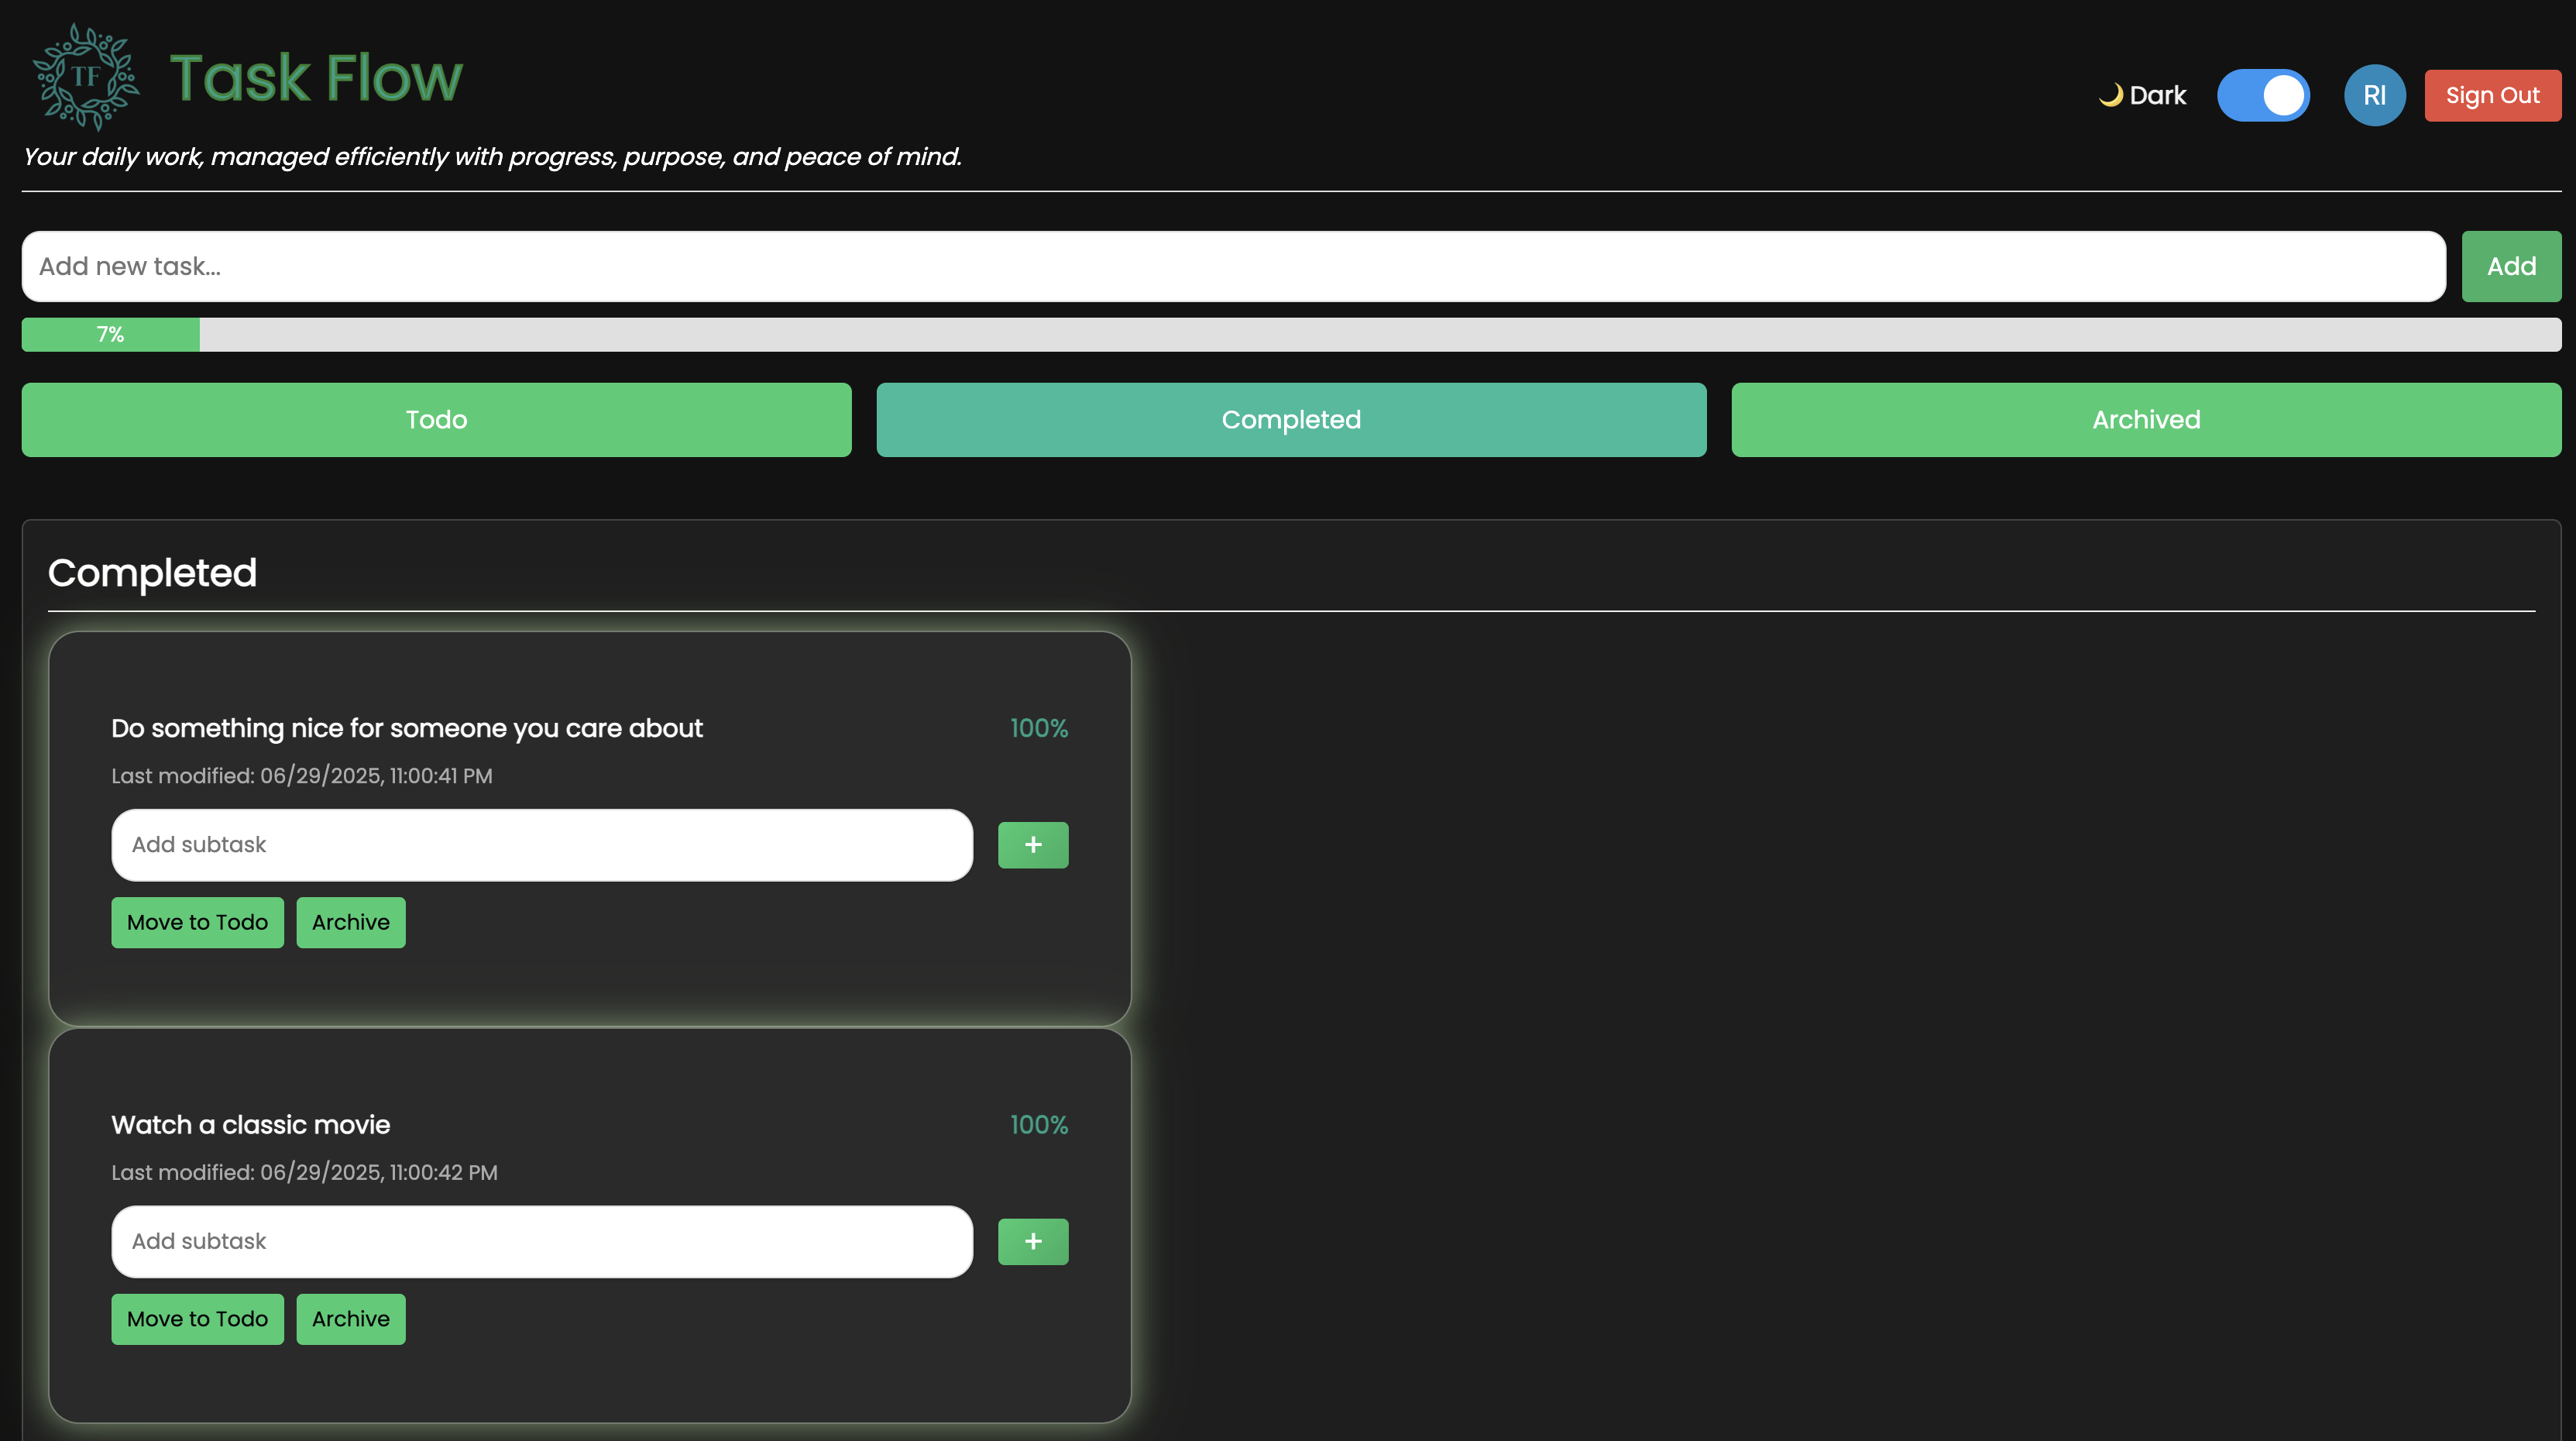 TF
Task Flow
🌙 Dark
RI
Sign Out
Your daily work, managed efficiently with progress, purpose, and peace of mind.
Add new task...
Add
7%
Todo
Completed
Archived
Completed
Do something nice for someone you care about
100%
Last modified: 06/29/2025, 11:00:41 PM
Add subtask
+
Move to Todo
Archive
Watch a classic movie
100%
Last modified: 06/29/2025, 11:00:42 PM
Add subtask
+
Move to Todo
Archive